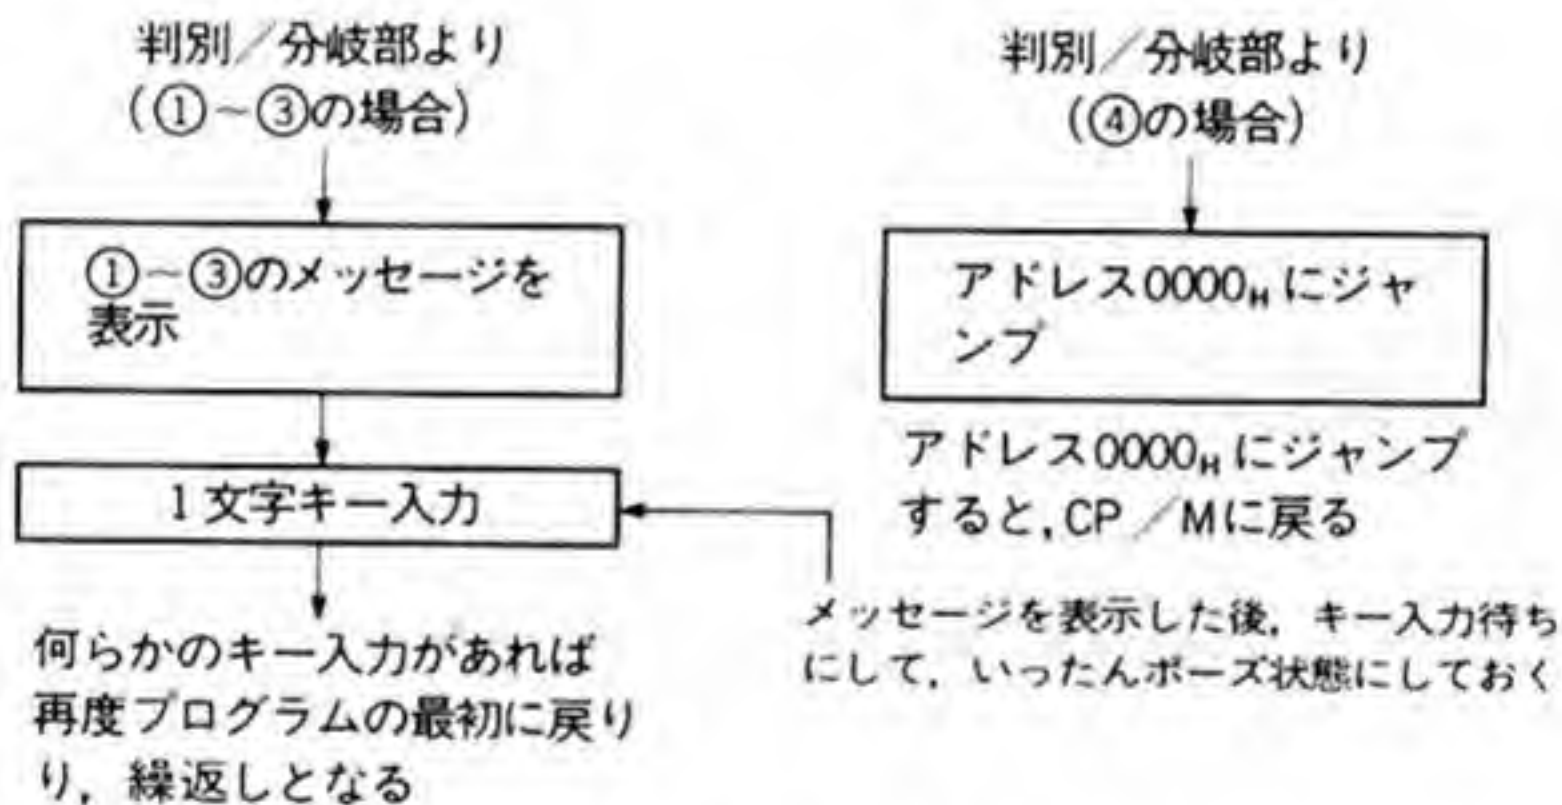 判別／分岐部より
（①～③の場合）
①～③のメッセージを
表示
1文字キー入力
何らかのキー入力があれば
再度プログラムの最初に戻り
り，繰返しとなる
判別／分岐部より
（④の場合）
アドレス0000H にジャ
ンプ
アドレス0000H にジャンプ
すると，CP／Mに戻る
メッセージを表示した後，キー入力待ち
にして，いったんポーズ状態にしておく